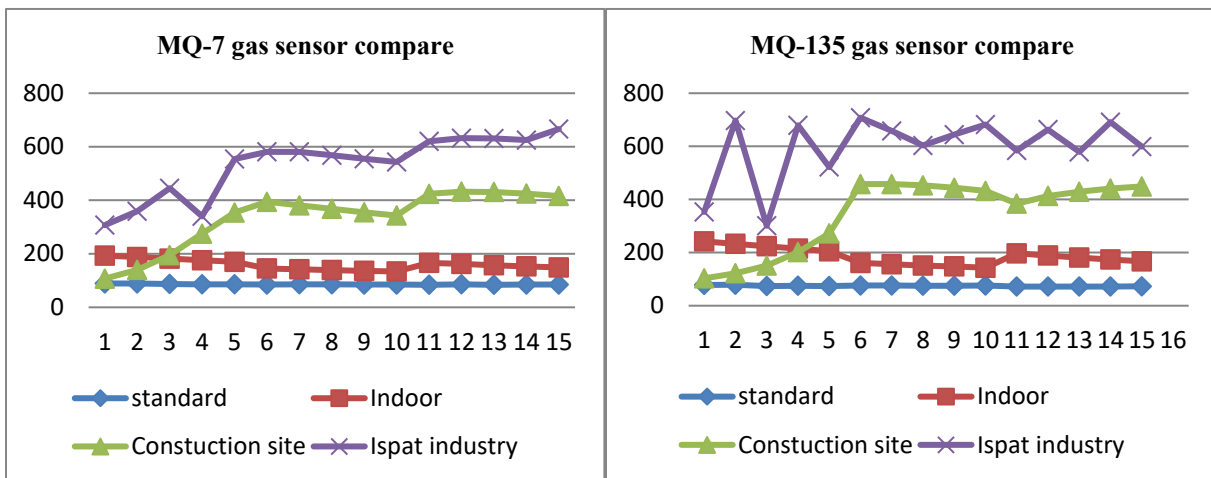 MQ-7 gas sensor compare
800
600
400
200
0
1 2 3 4 5 6 7 8 9 10 11 12 13 14 15
standard Indoor
Constuction site Ispat industry
MQ-135 gas sensor compare
800
600
400
200
0
1 2 3 4 5 6 7 8 9 10 11 12 13 14 15 16
standard Indoor
Constuction site Ispat industry